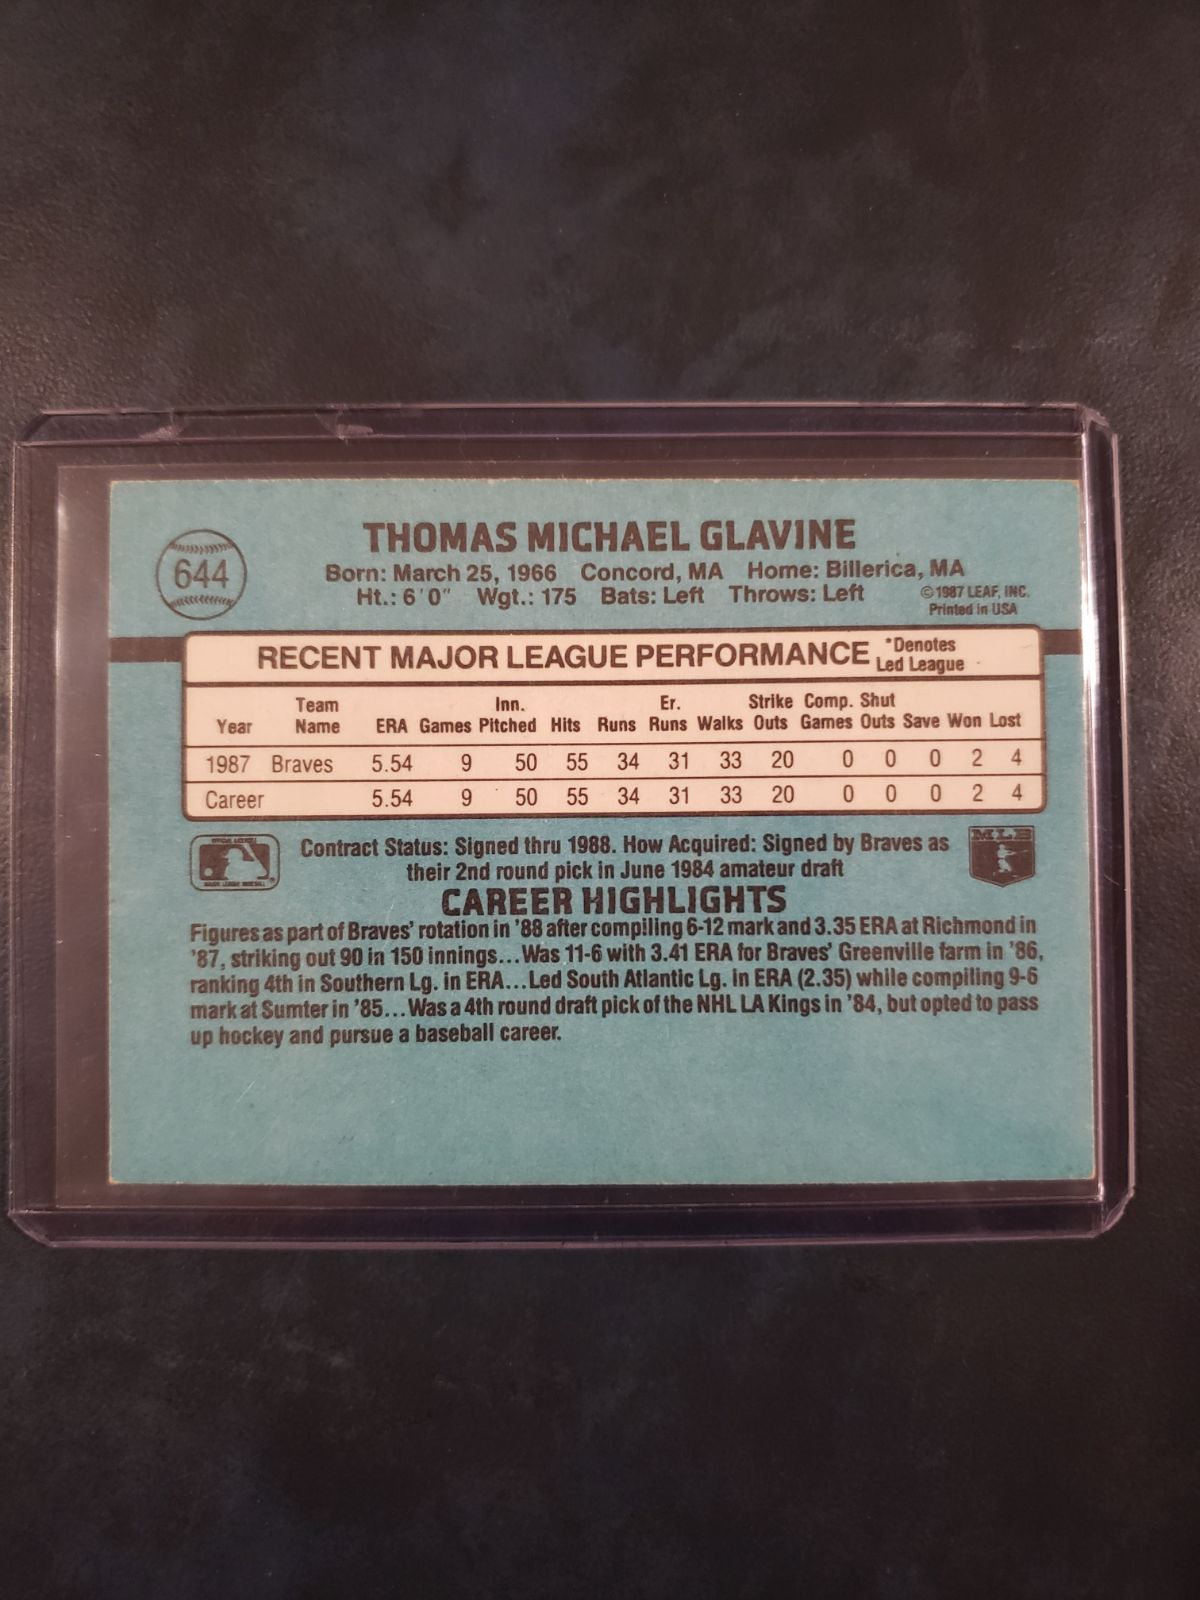 644
THOMAS MICHAEL GLAVINE
Born: March 25, 1966 Concord, MA Home: Billerica, MA
Ht.: 6'0" Wgt.: 175 Bats: Left Throws: Left
©1987 LEAF, INC.
Printed in USA
RECENT MAJOR LEAGUE PERFORMANCE
*Denotes
Led League
Year Team Name ERA Games Inn. Pitched Hits Runs Er. Runs Walks Strike Outs Comp. Games Shut Outs Save Won Lost
1987 Braves 5.54 9 50 55 34 31 33 20 0 0 0 2 4
Career 5.54 9 50 55 34 31 33 20 0 0 0 2 4
Contract Status: Signed thru 1988. How Acquired: Signed by Braves as
their 2nd round pick in June 1984 amateur draft
MLB
CAREER HIGHLIGHTS
Figures as part of Braves' rotation in '88 after compiling 6-12 mark and 3.35 ERA at Richmond in
'87, striking out 90 in 150 innings...Was 11-6 with 3.41 ERA for Braves' Greenville farm in '86,
ranking 4th in Southern Lg. in ERA...Led South Atlantic Lg. in ERA (2.35) while compiling 9-6
mark at Sumter in '85...Was a 4th round draft pick of the NHL LA Kings in '84, but opted to pass
up hockey and pursue a baseball career.